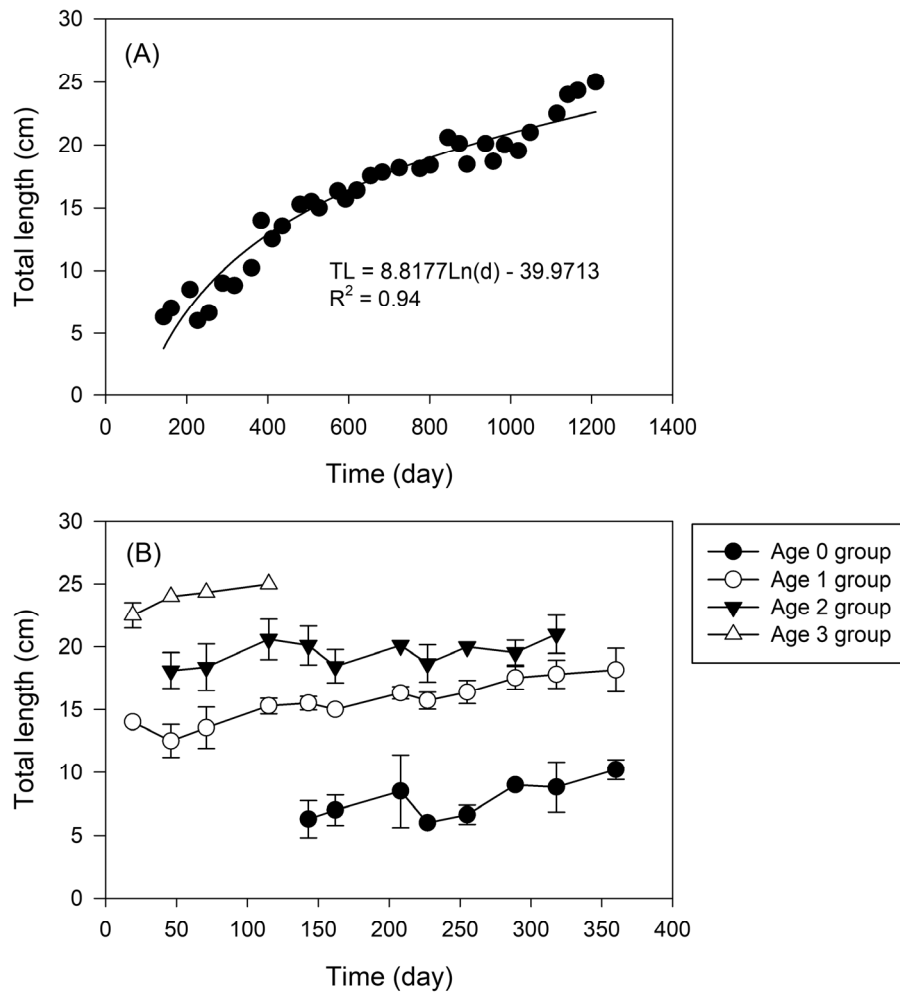 (A)
30
25
20
15
10
5
0
Total length (cm)
TL = 8.8177Ln(d) - 39.9713
R² = 0.94
0 200 400 600 800 1000 1200 1400
Time (day)
(B)
30
25
20
15
10
5
0
Total length (cm)
0 50 100 150 200 250 300 350 400
Time (day)
Age 0 group
Age 1 group
Age 2 group
Age 3 group